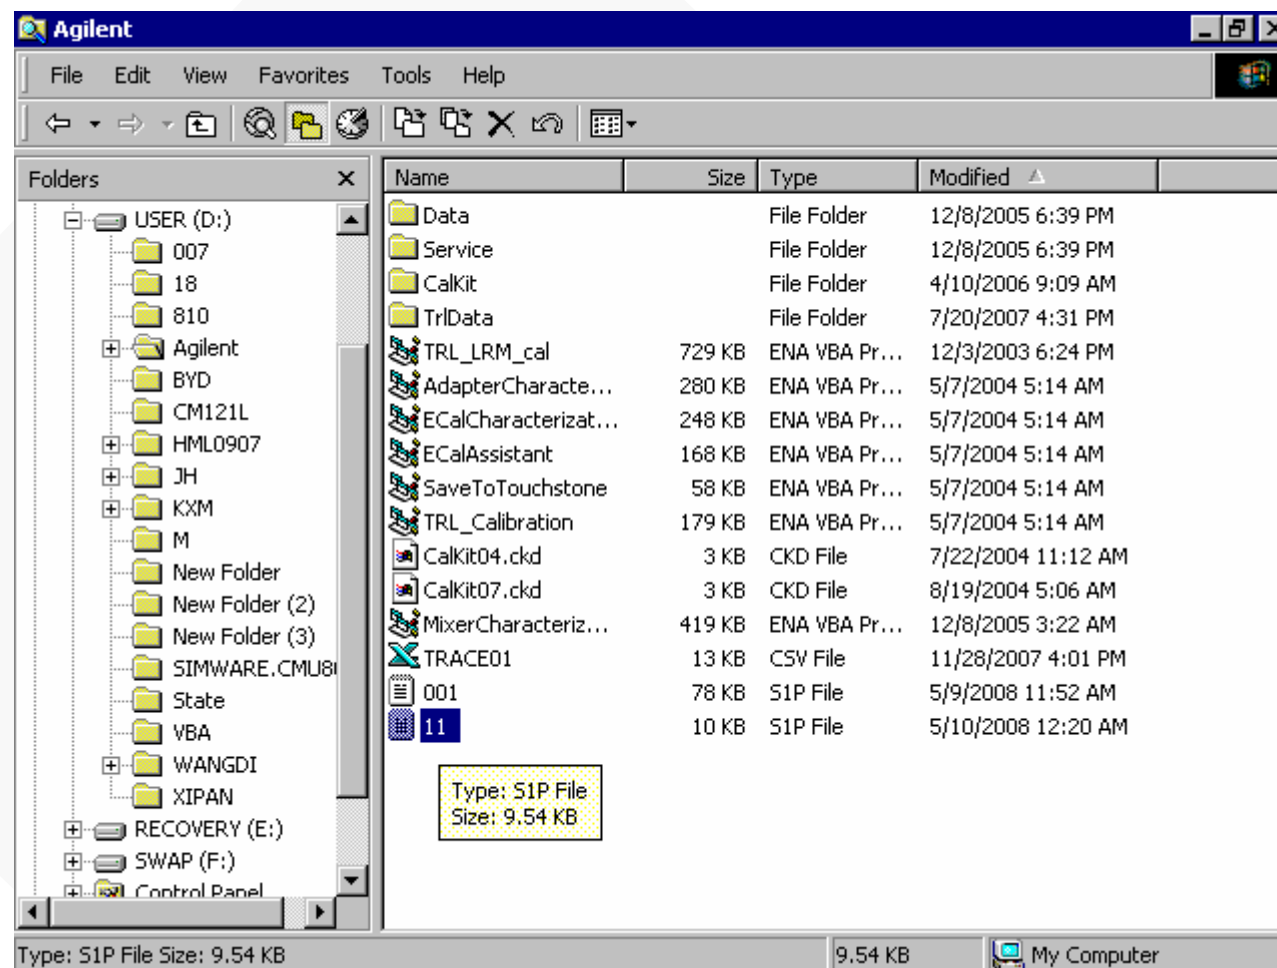 Agilent
File Edit View Favorites Tools Help
Folders
Name Size Type Modified
USER (D:)
007
18
810
Agilent
BYD
CM121L
HML0907
JH
KXM
M
New Folder
New Folder (2)
New Folder (3)
SIMWARE.CMU8
State
VBA
WANGDI
XIPAN
RECOVERY (E:)
SWAP (F:)
Control Panel
Data File Folder 12/8/2005 6:39 PM
Service File Folder 12/8/2005 6:39 PM
CalKit File Folder 4/10/2006 9:09 AM
TrlData File Folder 7/20/2007 4:31 PM
TRL_LRM_cal 729 KB ENA VBA Pr... 12/3/2003 6:24 PM
AdapterCharacte... 280 KB ENA VBA Pr... 5/7/2004 5:14 AM
ECalCharacterizat... 248 KB ENA VBA Pr... 5/7/2004 5:14 AM
ECalAssistant 168 KB ENA VBA Pr... 5/7/2004 5:14 AM
SaveToTouchstone 58 KB ENA VBA Pr... 5/7/2004 5:14 AM
TRL_Calibration 179 KB ENA VBA Pr... 5/7/2004 5:14 AM
CalKit04.ckd 3 KB CKD File 7/22/2004 11:12 AM
CalKit07.ckd 3 KB CKD File 8/19/2004 5:06 AM
MixerCharacteriz... 419 KB ENA VBA Pr... 12/8/2005 3:22 AM
TRACE01 13 KB CSV File 11/28/2007 4:01 PM
001 78 KB S1P File 5/9/2008 11:52 AM
11 10 KB S1P File 5/10/2008 12:20 AM
Type: S1P File
Size: 9.54 KB
Type: S1P File Size: 9.54 KB 9.54 KB My Computer